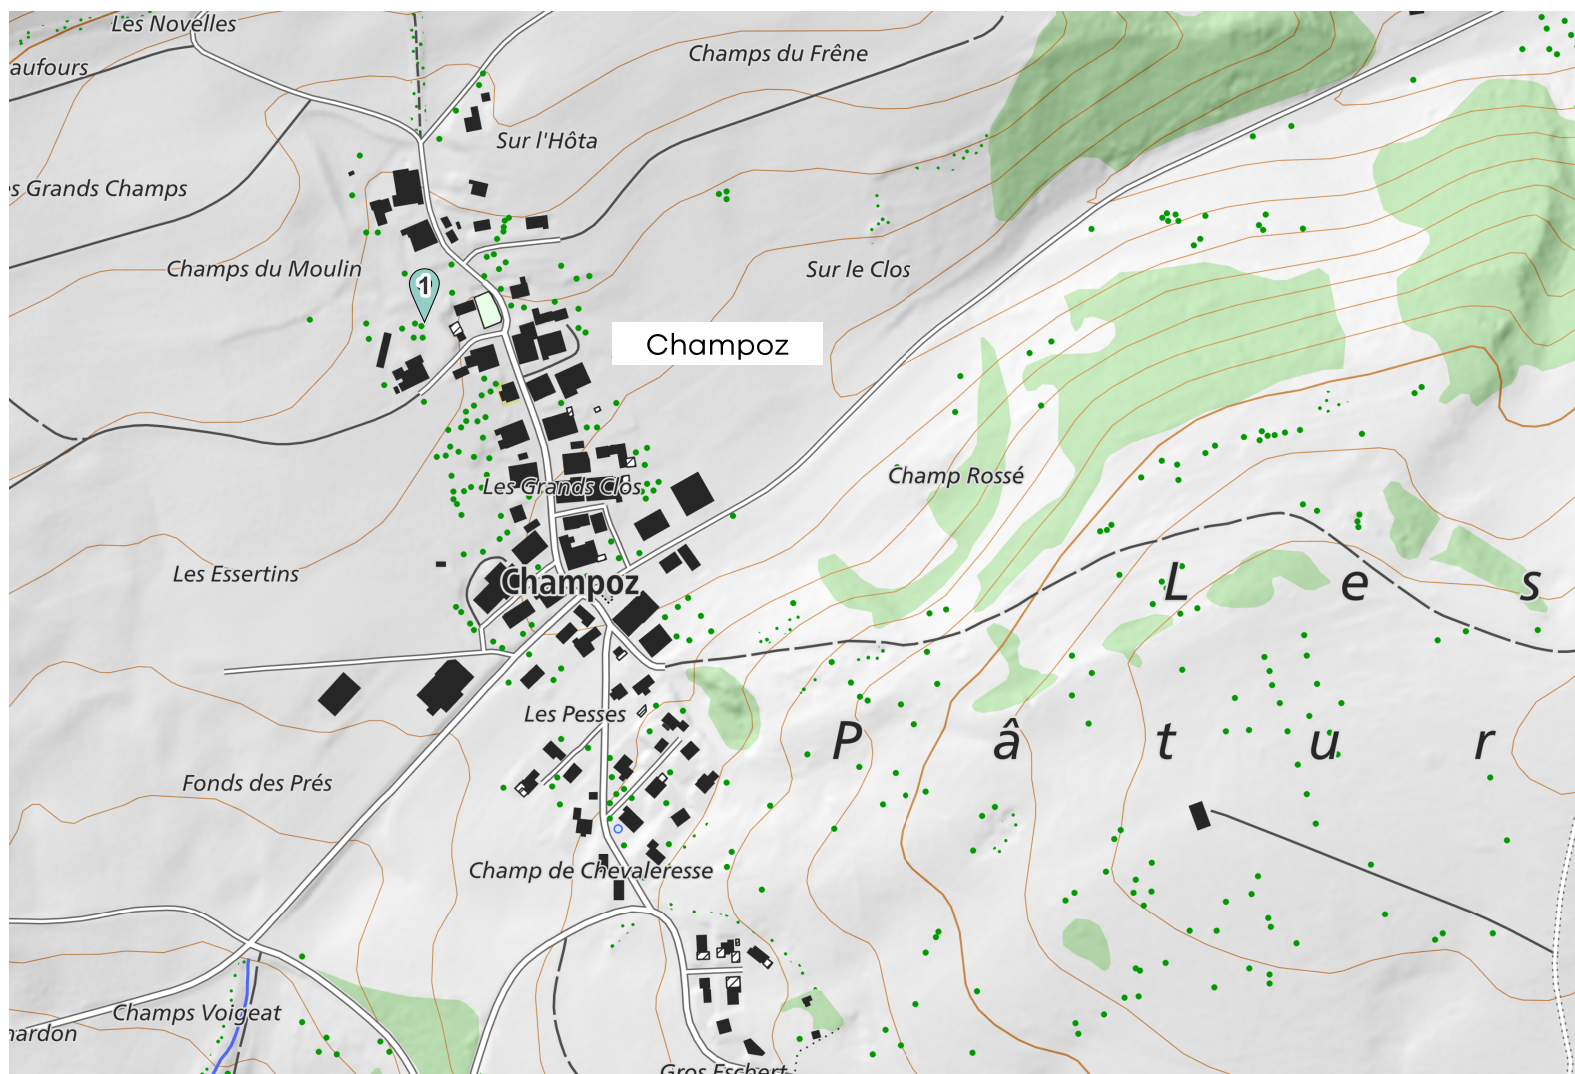 Les Novelles
Champs du Frêne
aufours
Sur l'Hôta
s Grands Champs
Champs du Moulin
Sur le Clos
1
Champoz
Champ Rossé
Les Grands Clos
Les Essertins
Champoz
L e s
Les Pesses
P â t u r
Fonds des Prés
Champ de Chevaleresse
Champs Voigeat
ardon
Gros Eschert